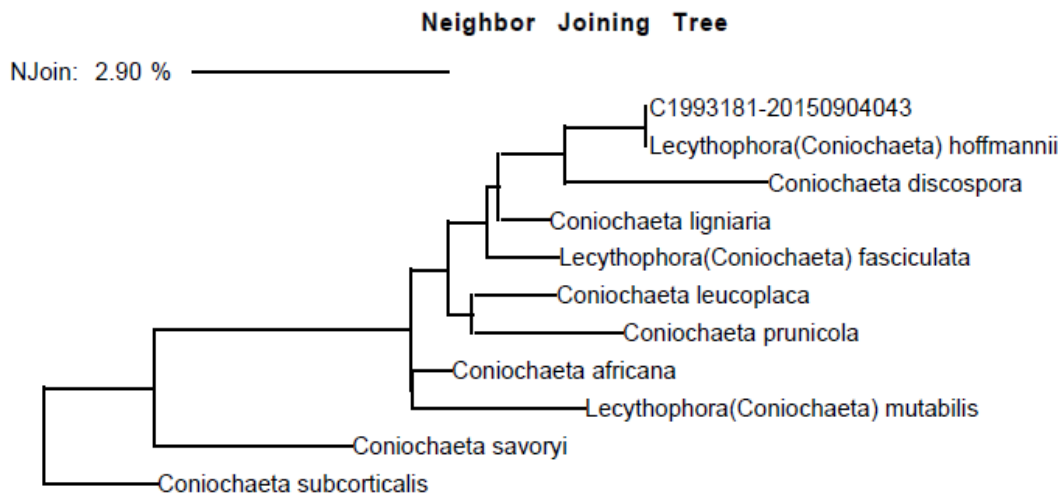 Neighbor Joining Tree
NJoin: 2.90 %
C1993181-20150904043
Lecythophora(Coniochaeta) hoffmannii
Coniochaeta discospora
Coniochaeta ligniaria
Lecythophora(Coniochaeta) fasciculata
Coniochaeta leucoplaca
Coniochaeta prunicola
Coniochaeta africana
Lecythophora(Coniochaeta) mutabilis
Coniochaeta savoryi
Coniochaeta subcorticalis